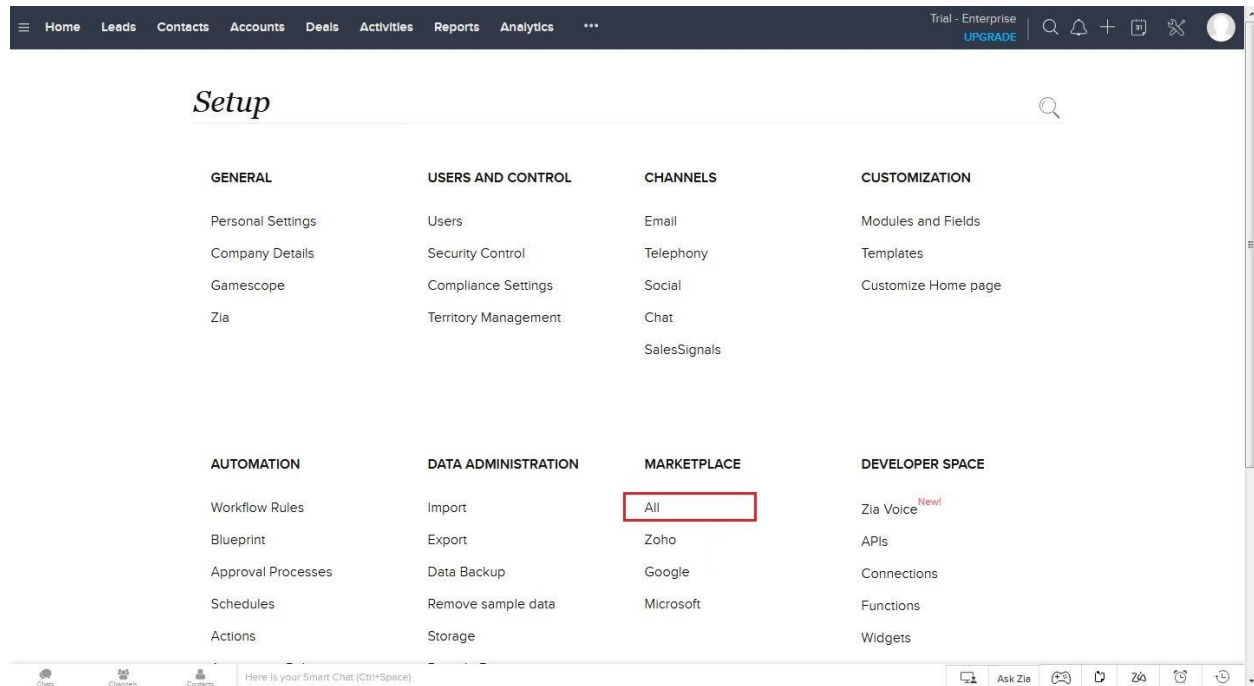 Home Leads Contacts Accounts Deals Activities Reports Analytics •••
Trial - Enterprise
UPGRADE
31
Setup
GENERAL
Personal Settings
Company Details
Gamescope
Zia
USERS AND CONTROL
Users
Security Control
Compliance Settings
Territory Management
CHANNELS
Email
Telephony
Social
Chat
SalesSignals
CUSTOMIZATION
Modules and Fields
Templates
Customize Home page
AUTOMATION
Workflow Rules
Blueprint
Approval Processes
Schedules
Actions
DATA ADMINISTRATION
Import
Export
Data Backup
Remove sample data
Storage
MARKETPLACE
All
Zoho
Google
Microsoft
DEVELOPER SPACE
Zia Voice New!
APIs
Connections
Functions
Widgets
Chats Channels Contacts Here is your Smart Chat (Ctrl+Space) Ask Zia